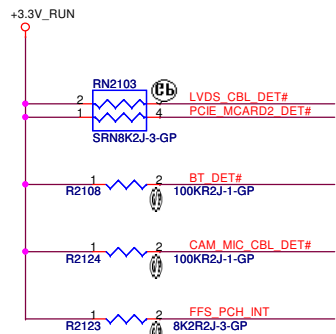 +3.3V_RUN
RN2103
2 3 LVDS_CBL_DET#
1 4 PCIE_MCARD2_DET#
SRN8K2J-3-GP
1 2 BT_DET#
R2108 100KR2J-1-GP
1 2 CAM_MIC_CBL_DET#
R2124 100KR2J-1-GP
1 2 FFS_PCH_INT
R2123 8K2R2J-3-GP